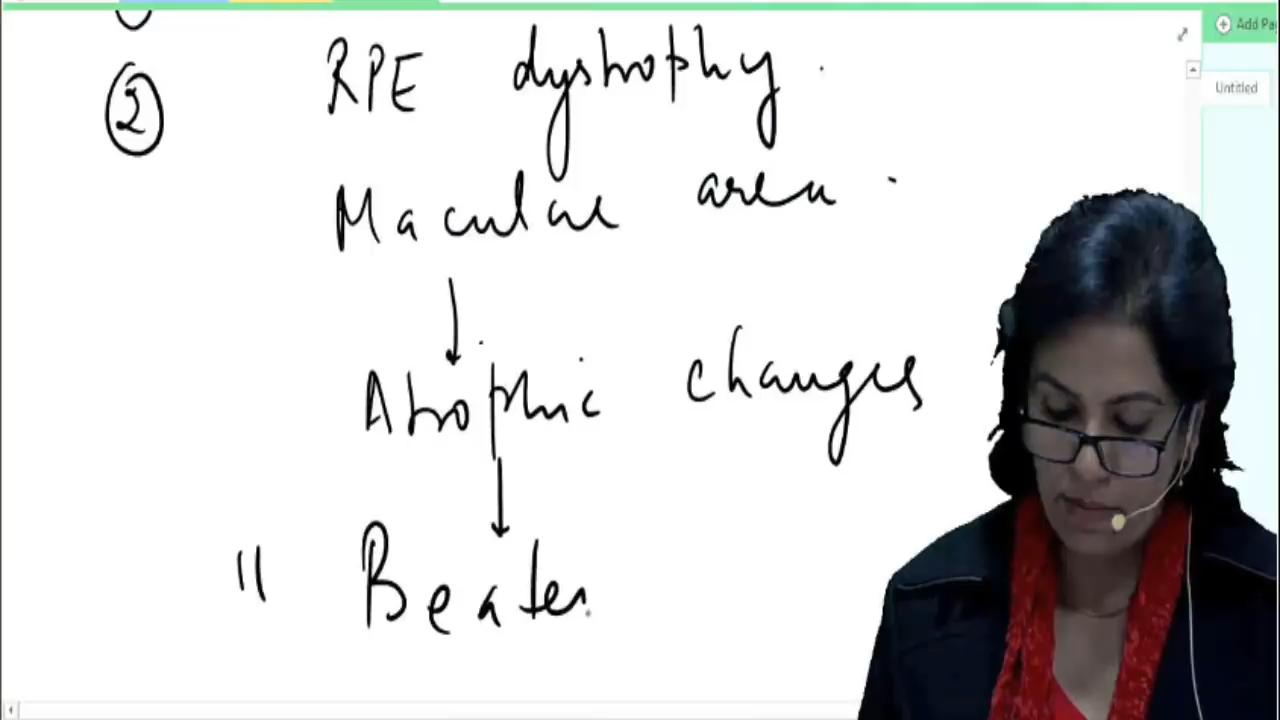 ② RPE dystrophy.
Macular area.
Atrophic changes
" Beaten
Add Pa
Untitled